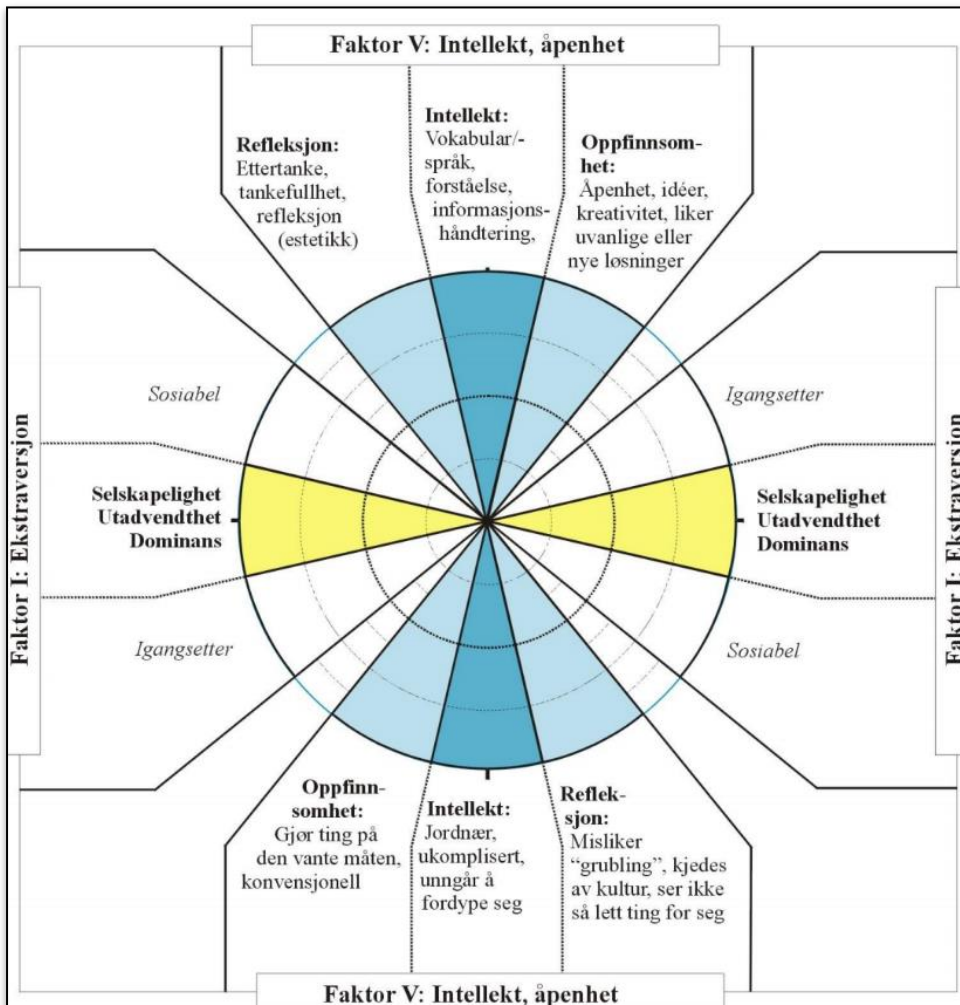 Faktor V: Intellekt, åpenhet
Refleksjon:
Ettertanke,
tankefullhet,
refleksjon
(estetikk)
Intellekt:
Vokabular/-
språk,
forståelse,
informasjons-
håndtering,
Oppfinnsom-
het:
Åpenhet, idéer,
kreativitet, liker
uvanlige eller
nye løsninger
Faktor I: Ekstraversjon
Sosiabel
Selskapelighet
Utadvendthet
Dominans
Igangsetter
Igangsetter
Selskapelighet
Utadvendthet
Dominans
Sosiabel
Faktor I: Ekstraversjon
Oppfinn-
somhet:
Gjør ting på
den vante måten,
konvensjonell
Intellekt:
Jordnær,
ukomplisert,
unngår å
fordype seg
Reflek-
sjon:
Misliker
“grubling”, kjedes
av kultur, ser ikke
så lett ting for seg
Faktor V: Intellekt, åpenhet